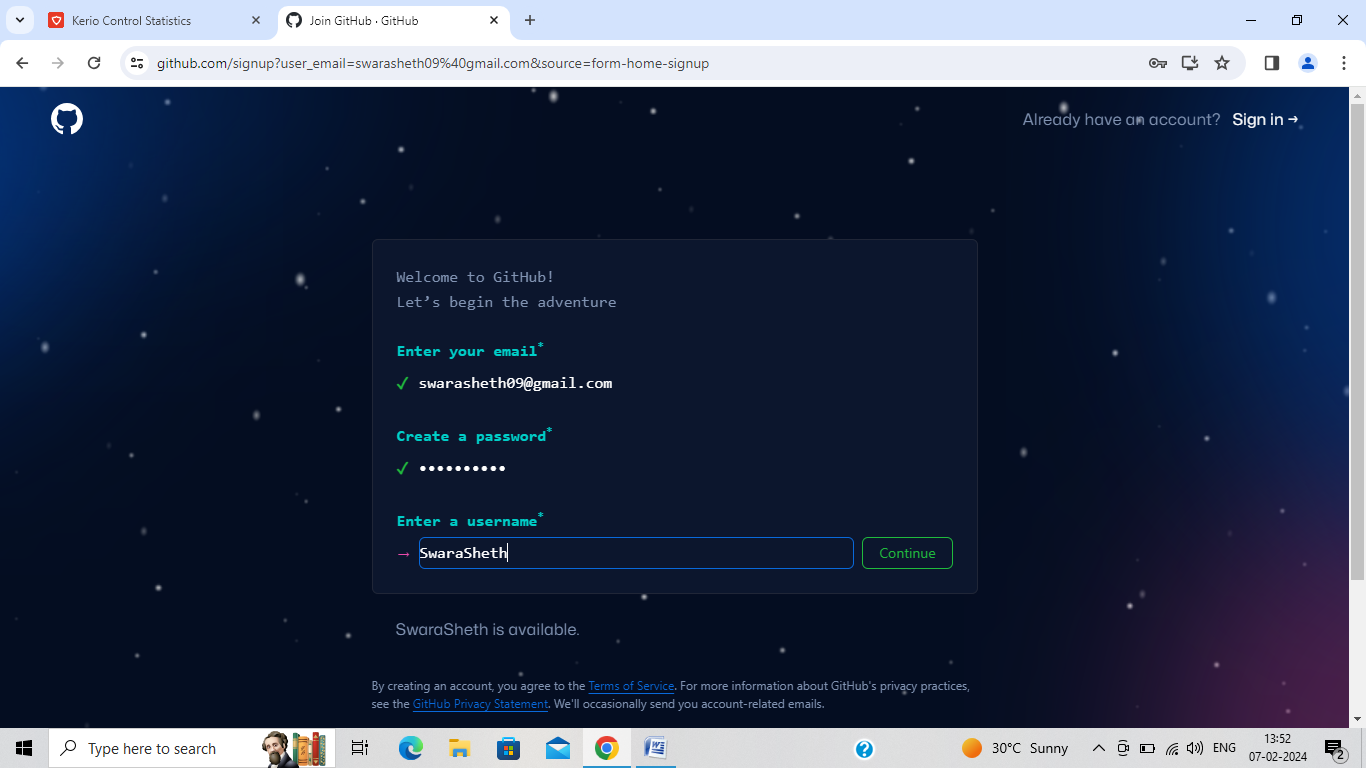 Kerio Control Statistics
Join GitHub · GitHub
github.com/signup?user_email=swarasheth09%40gmail.com&source=form-home-signup
Already have an account? Sign in →
Welcome to GitHub!
Let’s begin the adventure
Enter your email*
✓ swarasheth09@gmail.com
Create a password*
✓ ••••••••••
Enter a username*
→ SwaraSheth Continue
SwaraSheth is available.
By creating an account, you agree to the Terms of Service. For more information about GitHub's privacy practices,
see the GitHub Privacy Statement. We'll occasionally send you account-related emails.
Type here to search
30°C Sunny
ENG
13:52
07-02-2024
2